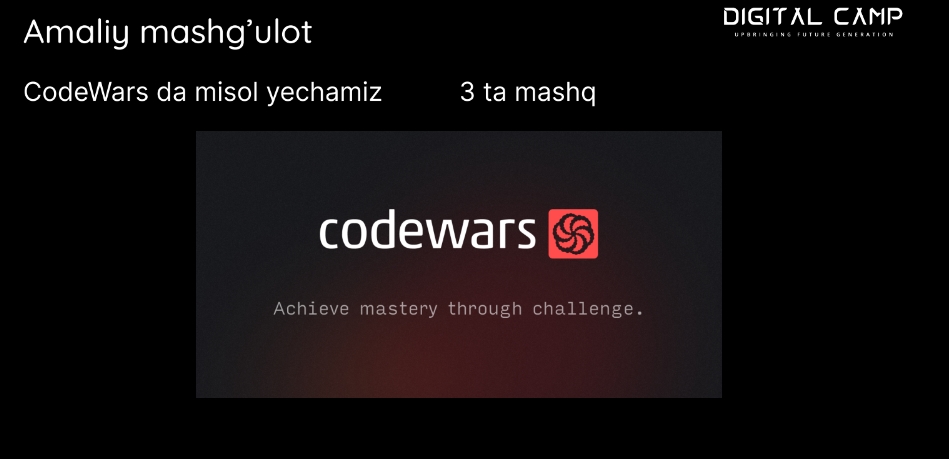 Amaliy mashg’ulot
DIGITAL CAMP
UPBRINGING FUTURE GENERATION
CodeWars da misol yechamiz 3 ta mashq
codewars
Achieve mastery through challenge.